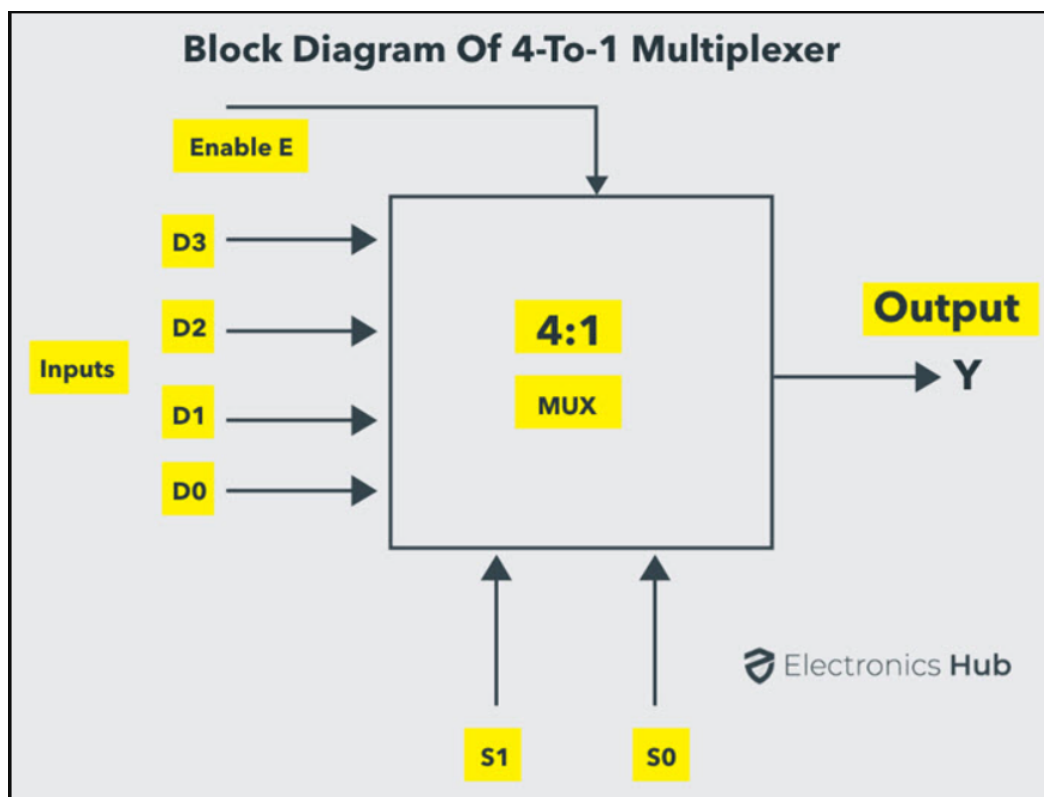 Block Diagram Of 4-To-1 Multiplexer
Enable E
D3
D2
Inputs
D1
D0
4:1
MUX
Output
Y
S1
S0
Electronics Hub